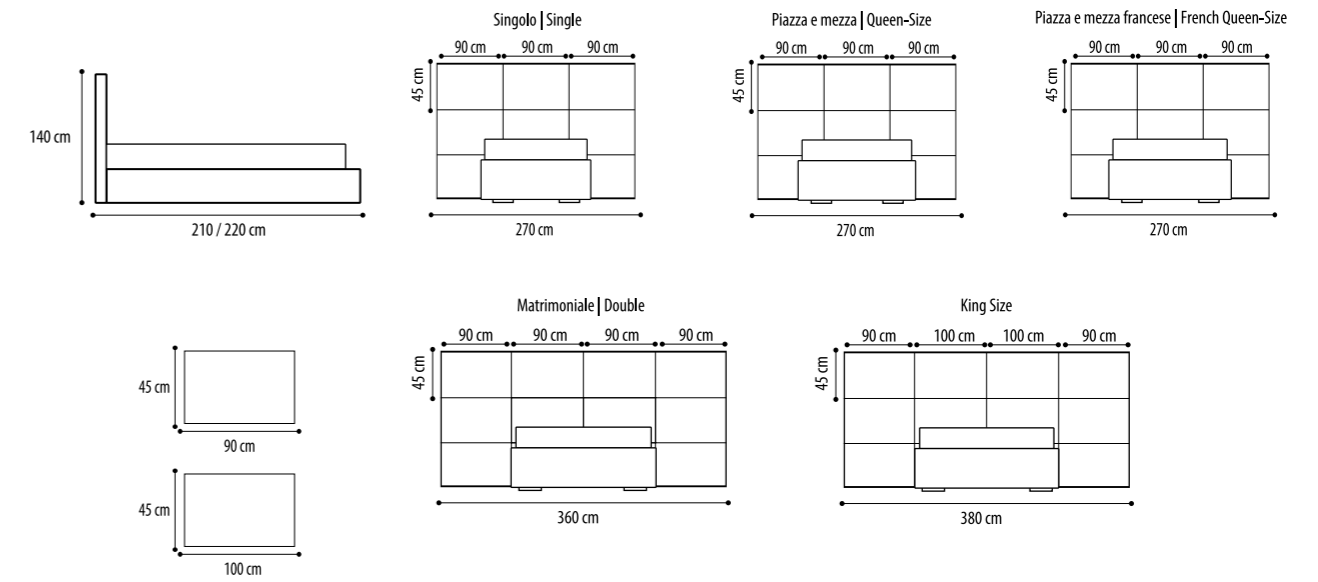 Singolo | Single
90 cm 90 cm 90 cm
45 cm
270 cm
Piazza e mezza | Queen-Size
90 cm 90 cm 90 cm
45 cm
270 cm
Piazza e mezza francese | French Queen-Size
90 cm 90 cm 90 cm
45 cm
270 cm
140 cm
210 / 220 cm
Matrimoniale | Double
90 cm 90 cm 90 cm 90 cm
45 cm
360 cm
King Size
90 cm 100 cm 100 cm 90 cm
45 cm
380 cm
45 cm
90 cm
45 cm
100 cm